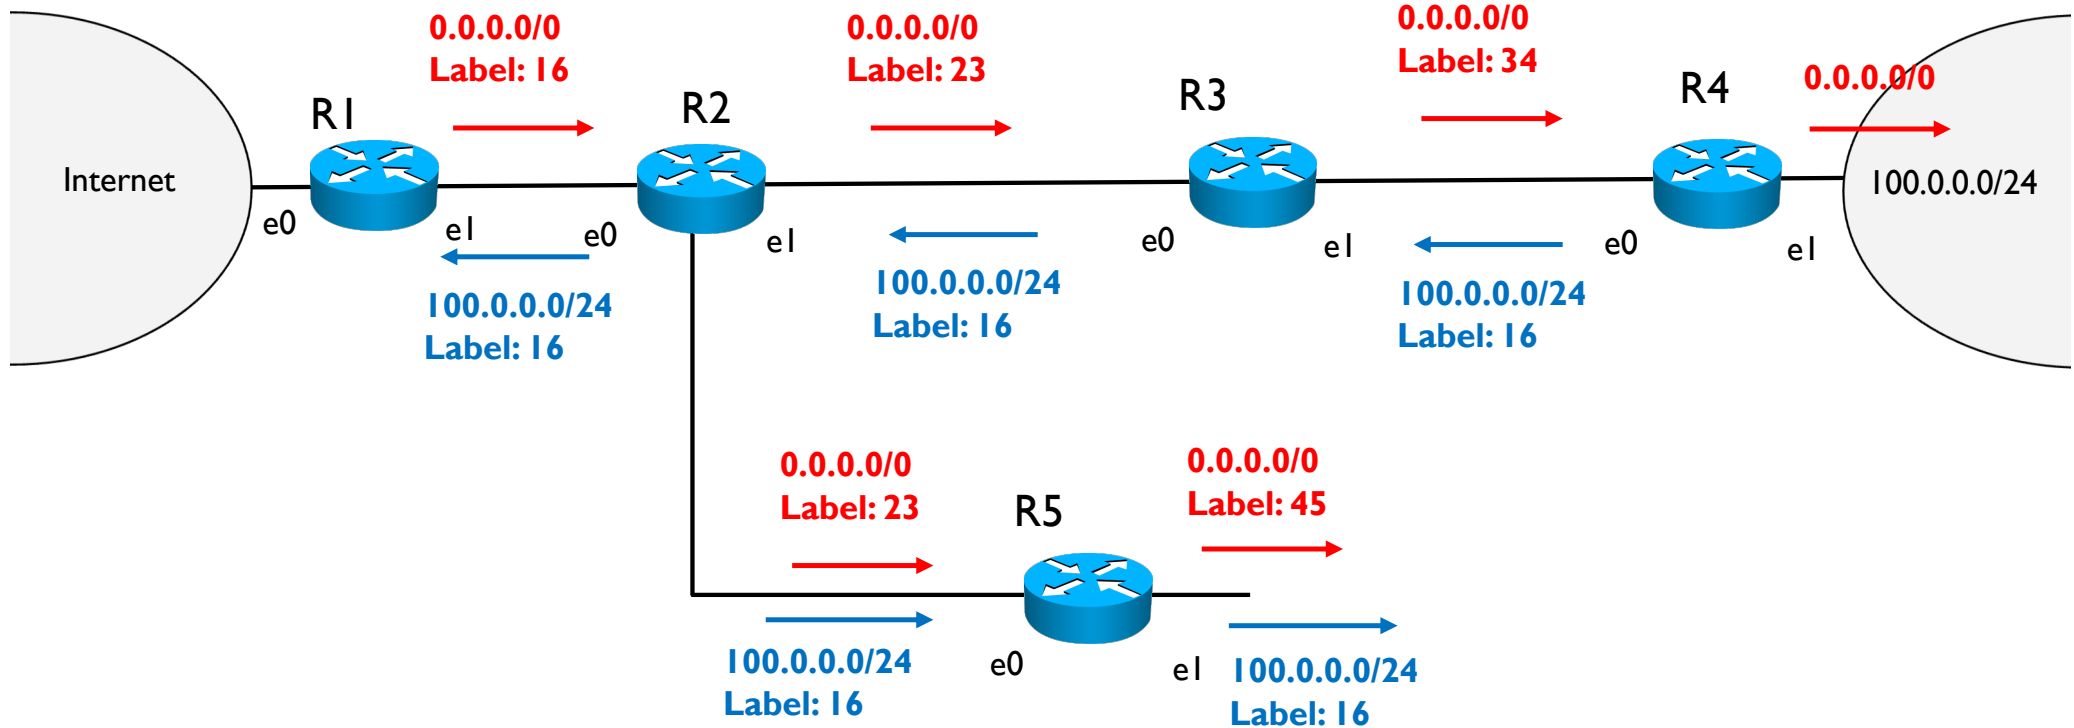 0.0.0.0/0
Label: 16
0.0.0.0/0
Label: 23
0.0.0.0/0
Label: 34
0.0.0.0/0
R1
R2
R3
R4
Internet
100.0.0.0/24
e0
e1
e0
e1
e0
e1
e0
e1
100.0.0.0/24
Label: 16
100.0.0.0/24
Label: 16
100.0.0.0/24
Label: 16
0.0.0.0/0
Label: 23
0.0.0.0/0
Label: 45
R5
e0
e1
100.0.0.0/24
Label: 16
100.0.0.0/24
Label: 16